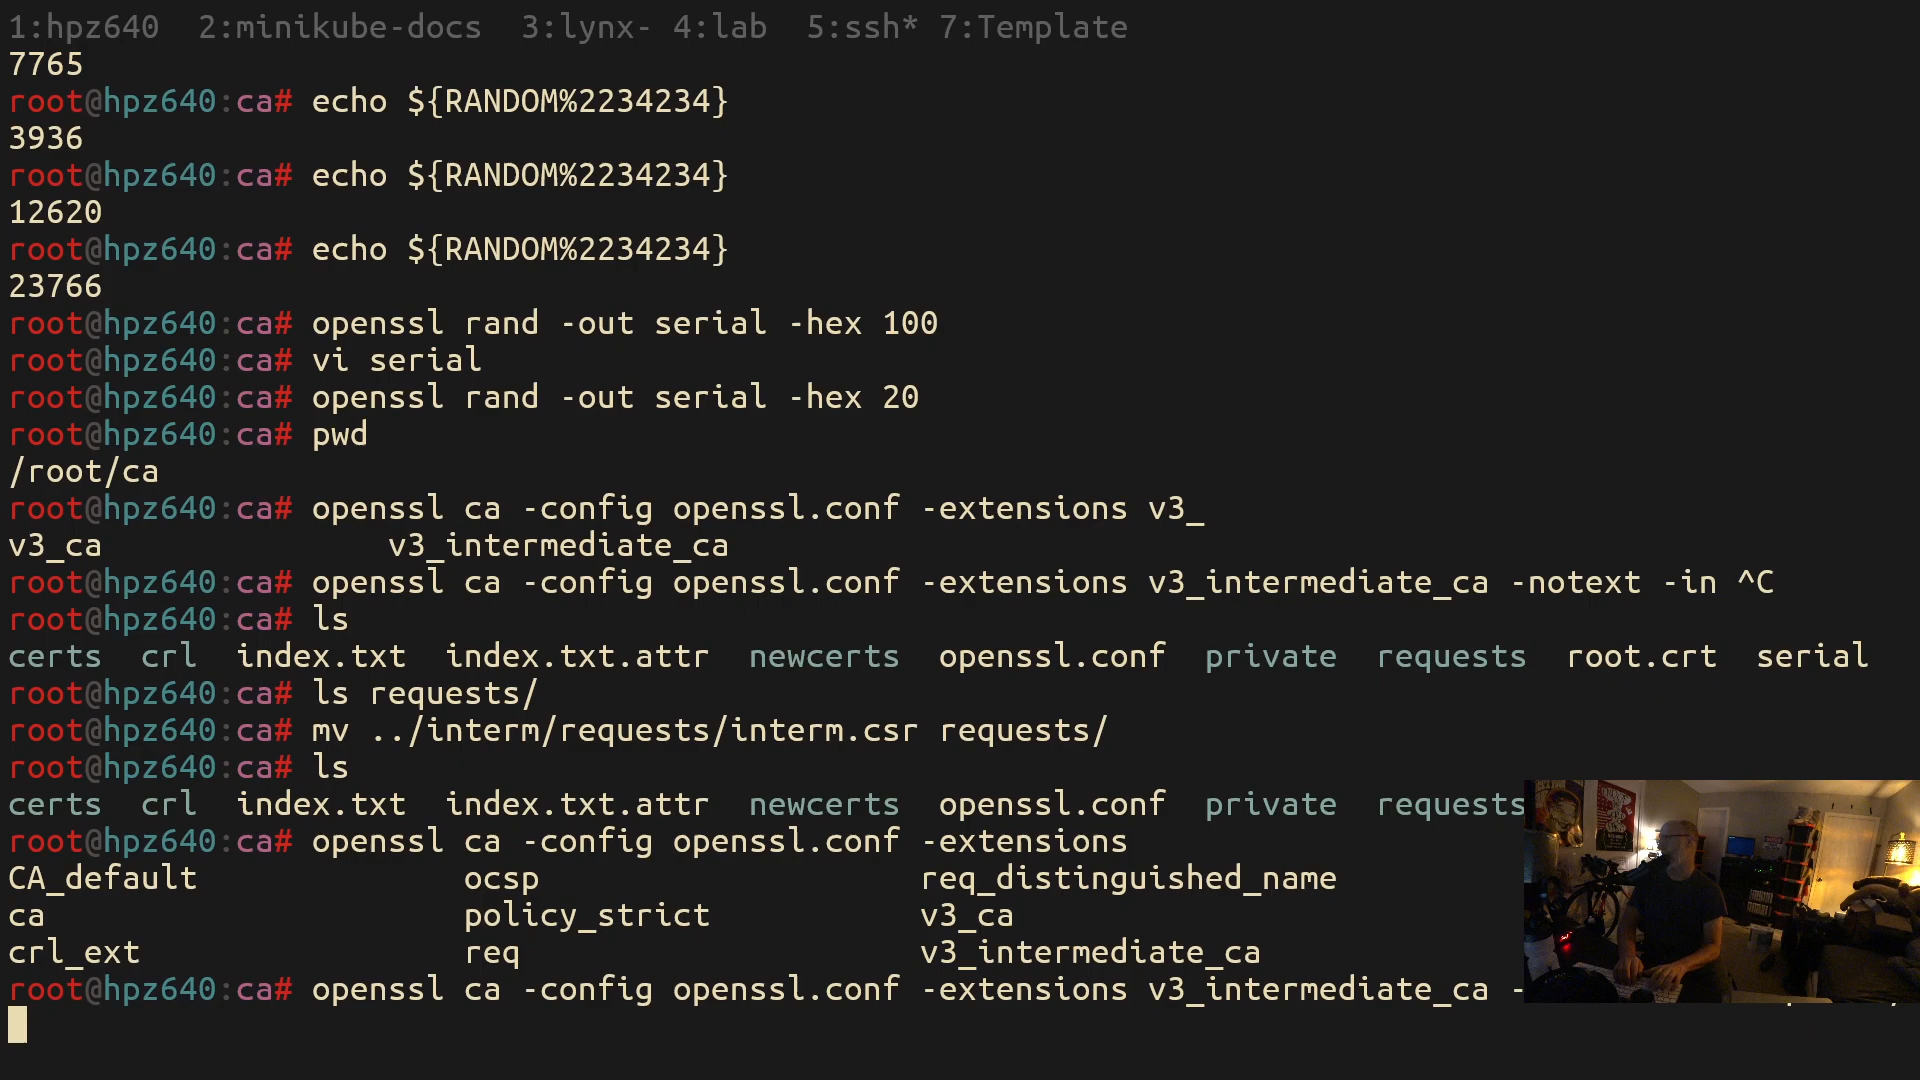 1:hpz640  2:minikube-docs  3:lynx- 4:lab  5:ssh* 7:Template
7765
root@hpz640:ca# echo ${RANDOM%2234234}
3936
root@hpz640:ca# echo ${RANDOM%2234234}
12620
root@hpz640:ca# echo ${RANDOM%2234234}
23766
root@hpz640:ca# openssl rand -out serial -hex 100
root@hpz640:ca# vi serial
root@hpz640:ca# openssl rand -out serial -hex 20
root@hpz640:ca# pwd
/root/ca
root@hpz640:ca# openssl ca -config openssl.conf -extensions v3_
v3_ca               v3_intermediate_ca
root@hpz640:ca# openssl ca -config openssl.conf -extensions v3_intermediate_ca -notext -in ^C
root@hpz640:ca# ls
certs  crl  index.txt  index.txt.attr  newcerts  openssl.conf  private  requests  root.crt  serial
root@hpz640:ca# ls requests/
root@hpz640:ca# mv ../interm/requests/interm.csr requests/
root@hpz640:ca# ls
certs  crl  index.txt  index.txt.attr  newcerts  openssl.conf  private  requests
root@hpz640:ca# openssl ca -config openssl.conf -extensions
CA_default              ocsp                    req_distinguished_name
ca                      policy_strict           v3_ca
crl_ext                 req                     v3_intermediate_ca
root@hpz640:ca# openssl ca -config openssl.conf -extensions v3_intermediate_ca -